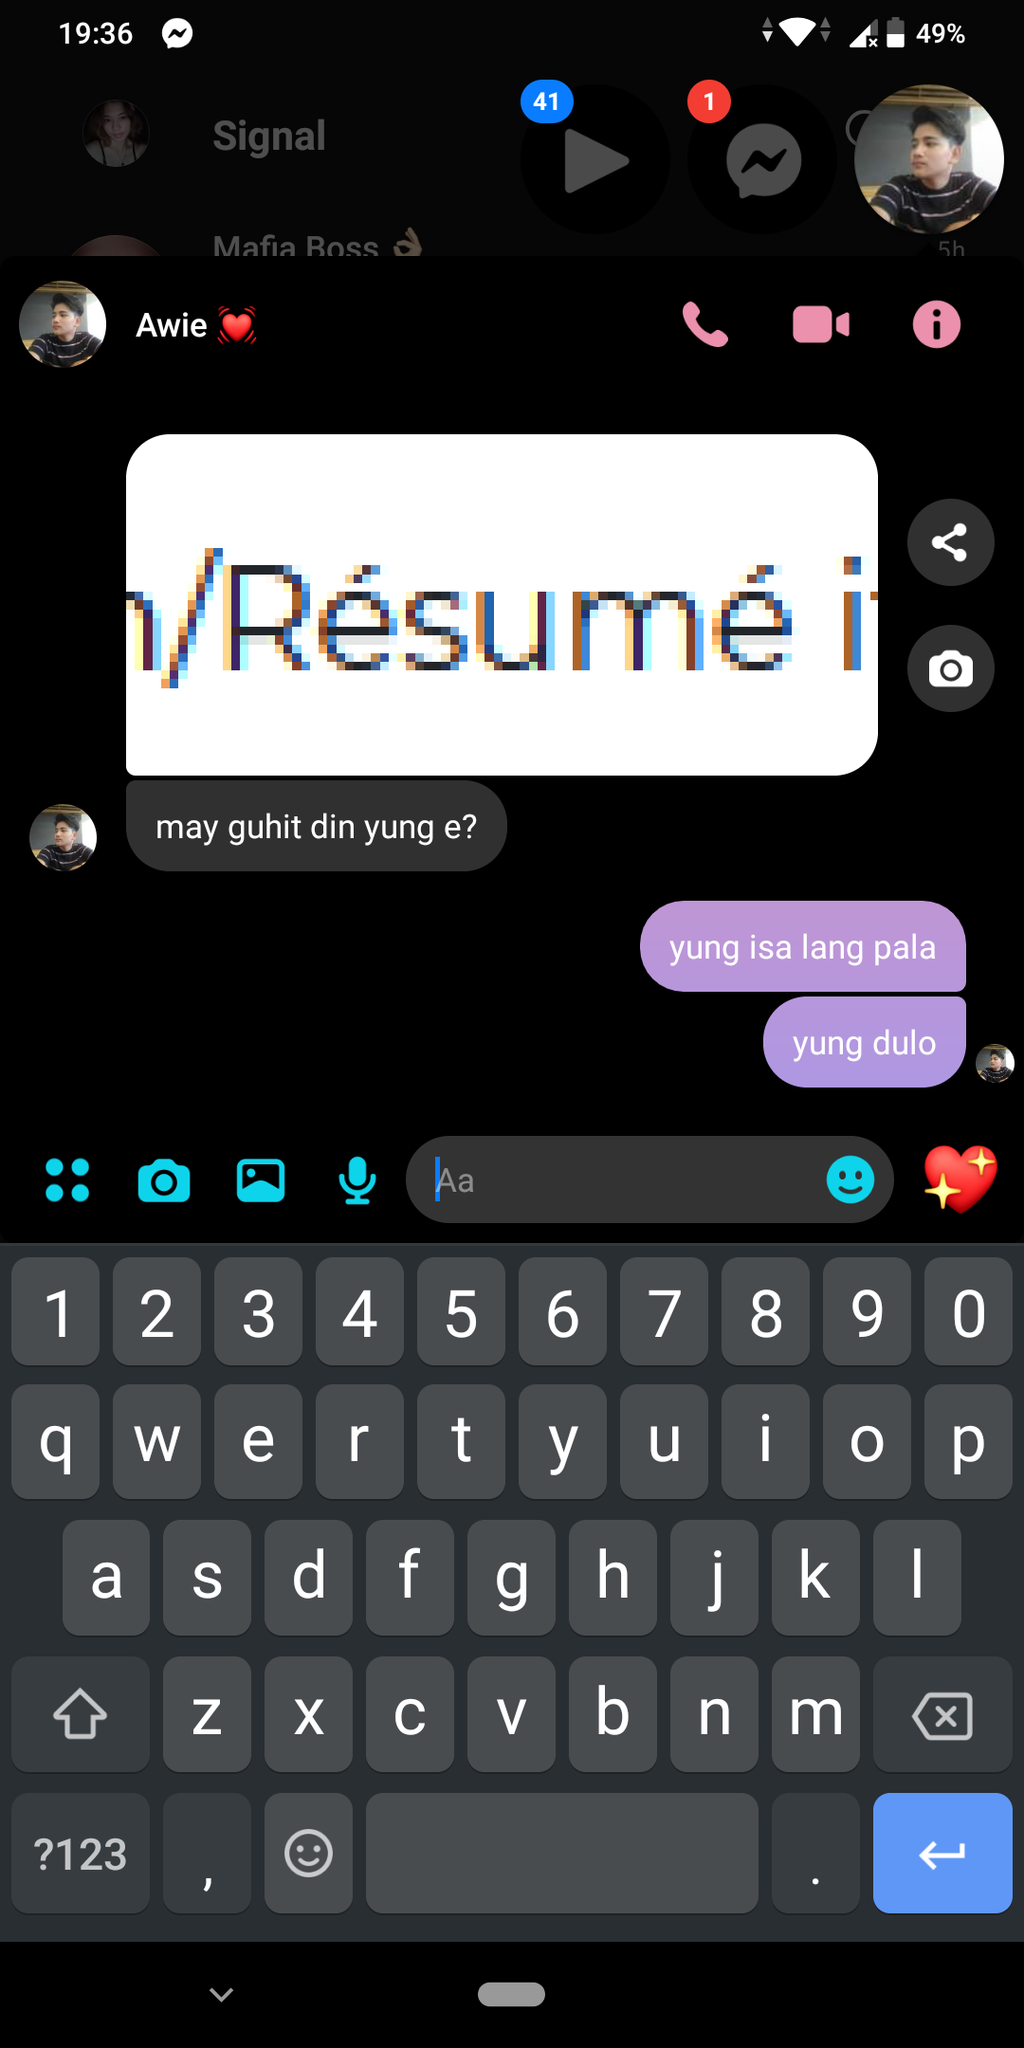 19:36
49%
Signal
41
1
Mafia Boss 👌🏼
5h
Awie 💓
/Résumé i
may guhit din yung e?
yung isa lang pala
yung dulo
Aa
1 2 3 4 5 6 7 8 9 0
q w e r t y u i o p
a s d f g h j k l
z x c v b n m
?123 , .